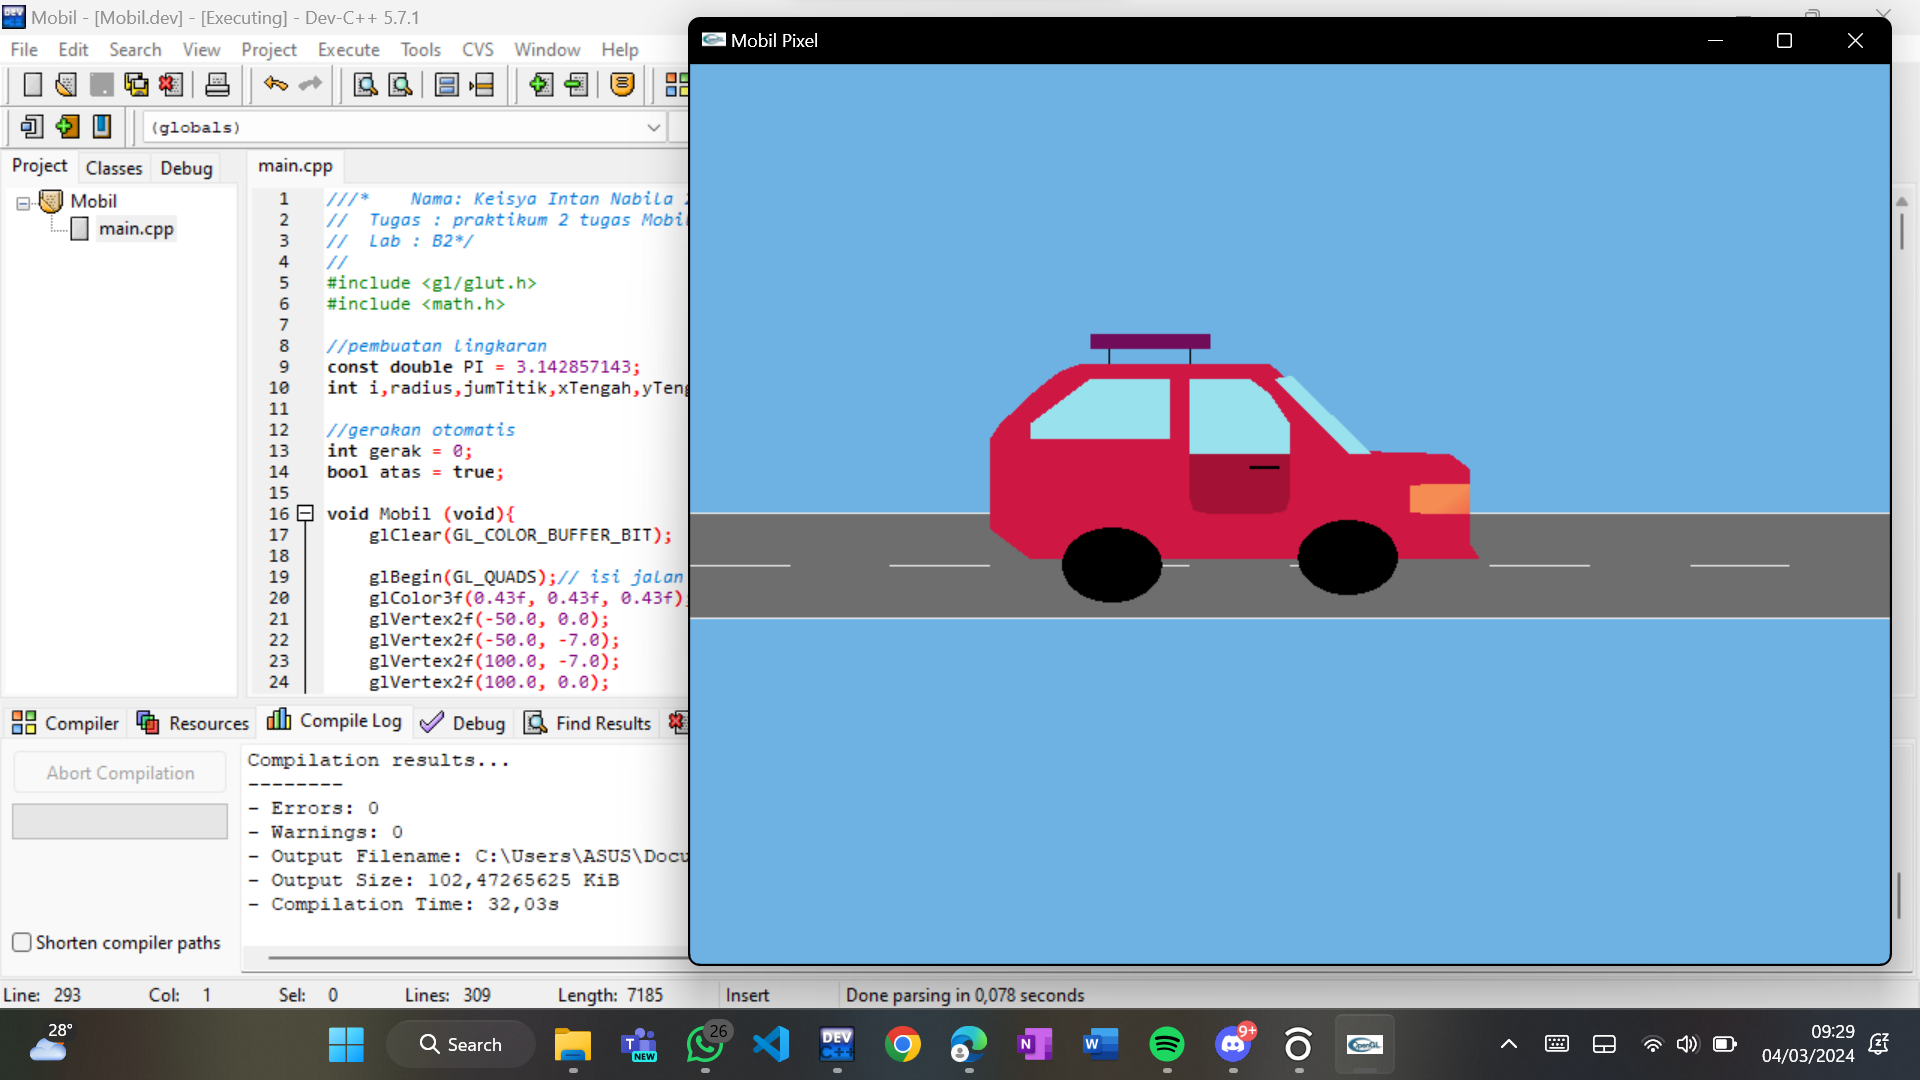 Mobil - [Mobil.dev] - [Executing] - Dev-C++ 5.7.1
File Edit Search View Project Execute Tools CVS Window Help
(globals)
Project Classes Debug
Mobil
main.cpp
main.cpp
1 ///* Nama: Keisya Intan Nabila
2 // Tugas : praktikum 2 tugas Mobil
3 // Lab : B2*/
4 //
5 #include <gl/glut.h>
6 #include <math.h>
7
8 //pembuatan lingkaran
9 const double PI = 3.142857143;
10 int i,radius,jumTitik,xTengah,yTeng
11
12 //gerakan otomatis
13 int gerak = 0;
14 bool atas = true;
15
16 void Mobil (void){
17 glClear(GL_COLOR_BUFFER_BIT);
18
19 glBegin(GL_QUADS);// isi jalan
20 glColor3f(0.43f, 0.43f, 0.43f);
21 glVertex2f(-50.0, 0.0);
22 glVertex2f(-50.0, -7.0);
23 glVertex2f(100.0, -7.0);
24 glVertex2f(100.0, 0.0);
Mobil Pixel
Compiler Resources Compile Log Debug Find Results
Abort Compilation
Shorten compiler paths
Compilation results...
--------
- Errors: 0
- Warnings: 0
- Output Filename: C:\Users\ASUS\Docu
- Output Size: 102,47265625 KiB
- Compilation Time: 32,03s
Line: 293 Col: 1 Sel: 0 Lines: 309 Length: 7185 Insert Done parsing in 0,078 seconds
28°
Search
NEW
26
DEV C++
N
W
9+
OpenGL
09:29
04/03/2024